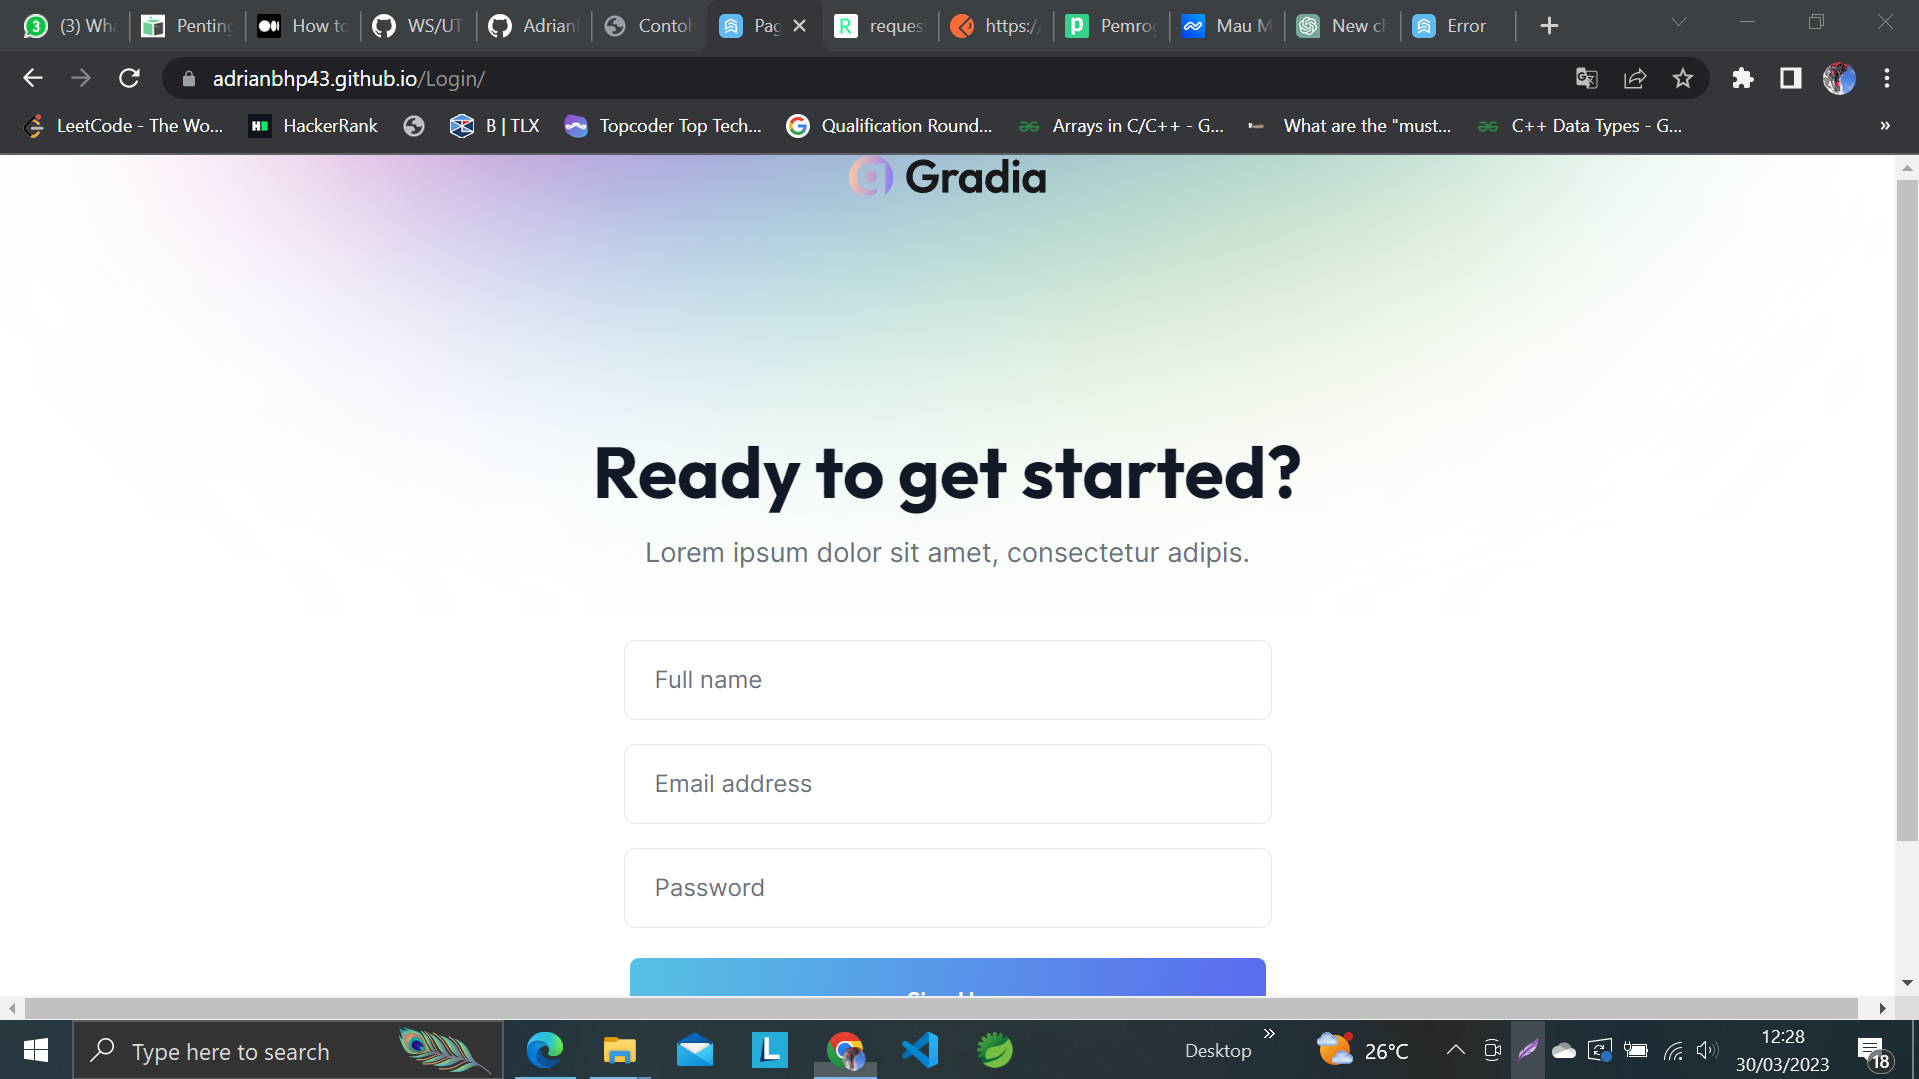 (3) Wha
Penting
How to
WS/UT
Adrian
Contoh
Pag
reques
https:/
Pemrog
Mau M
New ch
Error
adrianbhp43.github.io/Login/
LeetCode - The Wo...
HackerRank
B | TLX
Topcoder Top Tech...
Qualification Round...
Arrays in C/C++ - G...
What are the "must...
C++ Data Types - G...
»
Gradia
Ready to get started?
Lorem ipsum dolor sit amet, consectetur adipis.
Full name
Email address
Password
Type here to search
Desktop
»
26°C
12:28
30/03/2023
18